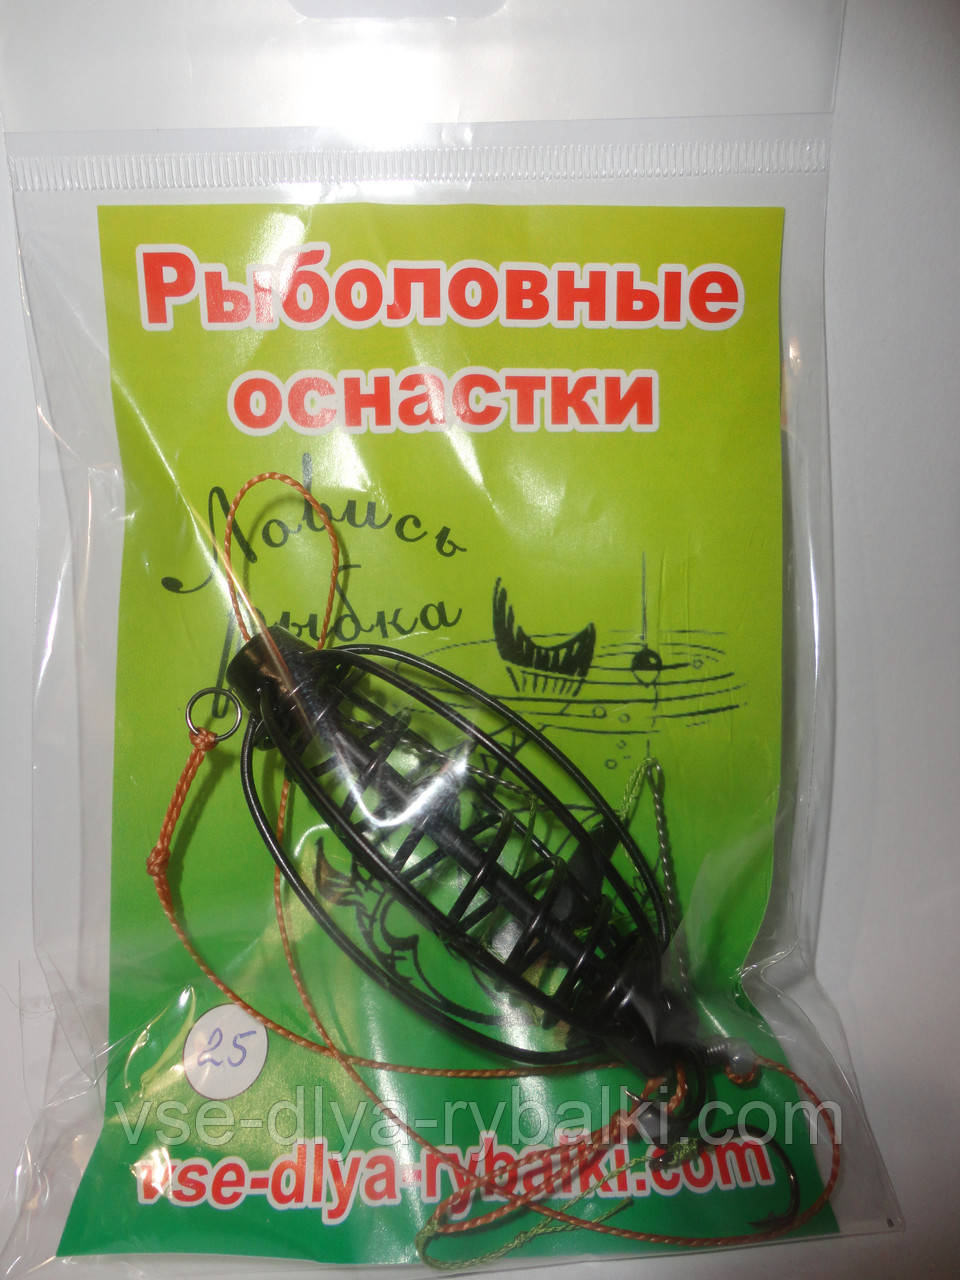 Рыболовные
оснастки
Ловись
рыбка
25
vse-dlya-rybalki.com
vse-dlya-rybalki.com